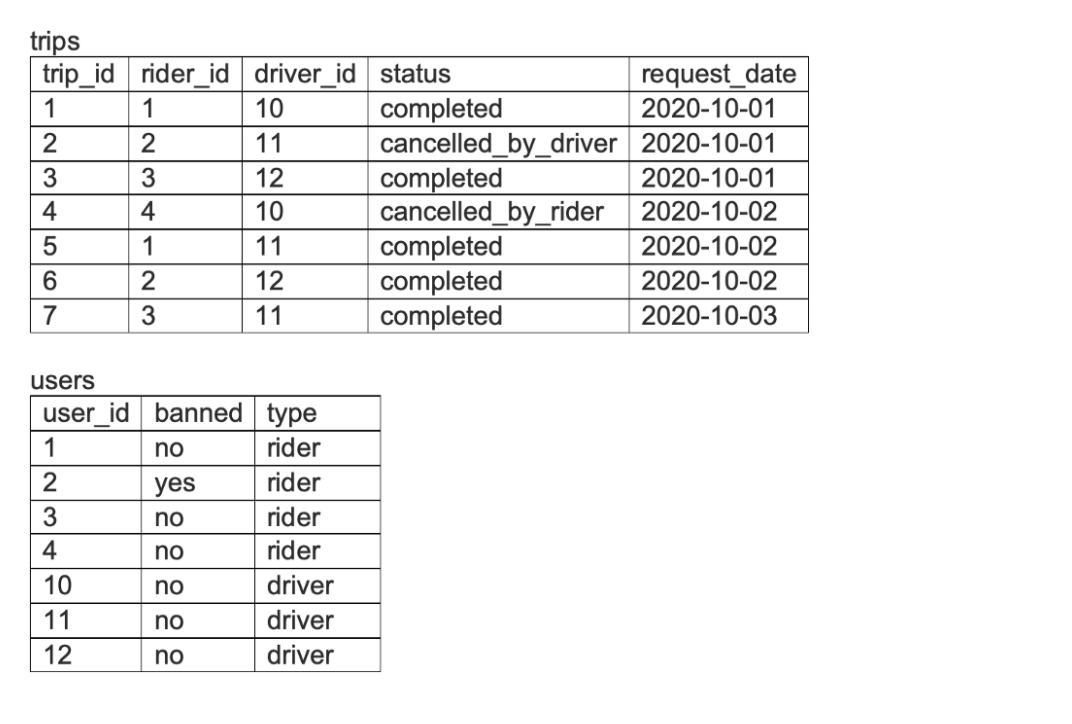 trips
trip_id rider_id driver_id status request_date
1 1 10 completed 2020-10-01
2 2 11 cancelled_by_driver 2020-10-01
3 3 12 completed 2020-10-01
4 4 10 cancelled_by_rider 2020-10-02
5 1 11 completed 2020-10-02
6 2 12 completed 2020-10-02
7 3 11 completed 2020-10-03
users
user_id banned type
1 no rider
2 yes rider
3 no rider
4 no rider
10 no driver
11 no driver
12 no driver